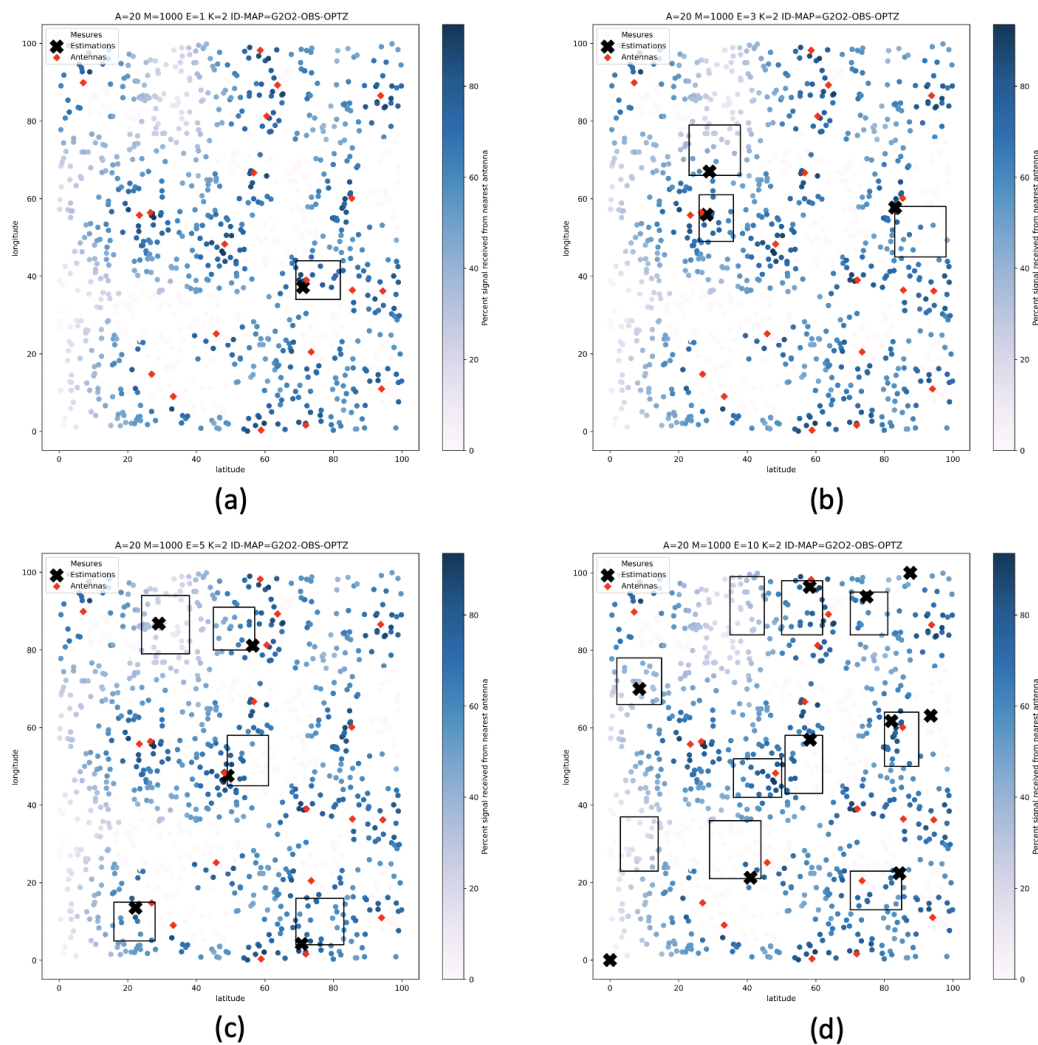 A=20 M=1000 E=1 K=2 ID-MAP=G2O2-OBS-OPTZ
Mesures
Estimations
Antennas
100
80
60
40
20
0
longitude
0 20 40 60 80 100
latitude
80
60
40
20
0
Percent signal received from nearest antenna
(a)
A=20 M=1000 E=3 K=2 ID-MAP=G2O2-OBS-OPTZ
Mesures
Estimations
Antennas
100
80
60
40
20
0
longitude
0 20 40 60 80 100
latitude
80
60
40
20
0
Percent signal received from nearest antenna
(b)
A=20 M=1000 E=5 K=2 ID-MAP=G2O2-OBS-OPTZ
Mesures
Estimations
Antennas
100
80
60
40
20
0
longitude
0 20 40 60 80 100
latitude
80
60
40
20
0
Percent signal received from nearest antenna
(c)
A=20 M=1000 E=10 K=2 ID-MAP=G2O2-OBS-OPTZ
Mesures
Estimations
Antennas
100
80
60
40
20
0
longitude
0 20 40 60 80 100
latitude
80
60
40
20
0
Percent signal received from nearest antenna
(d)